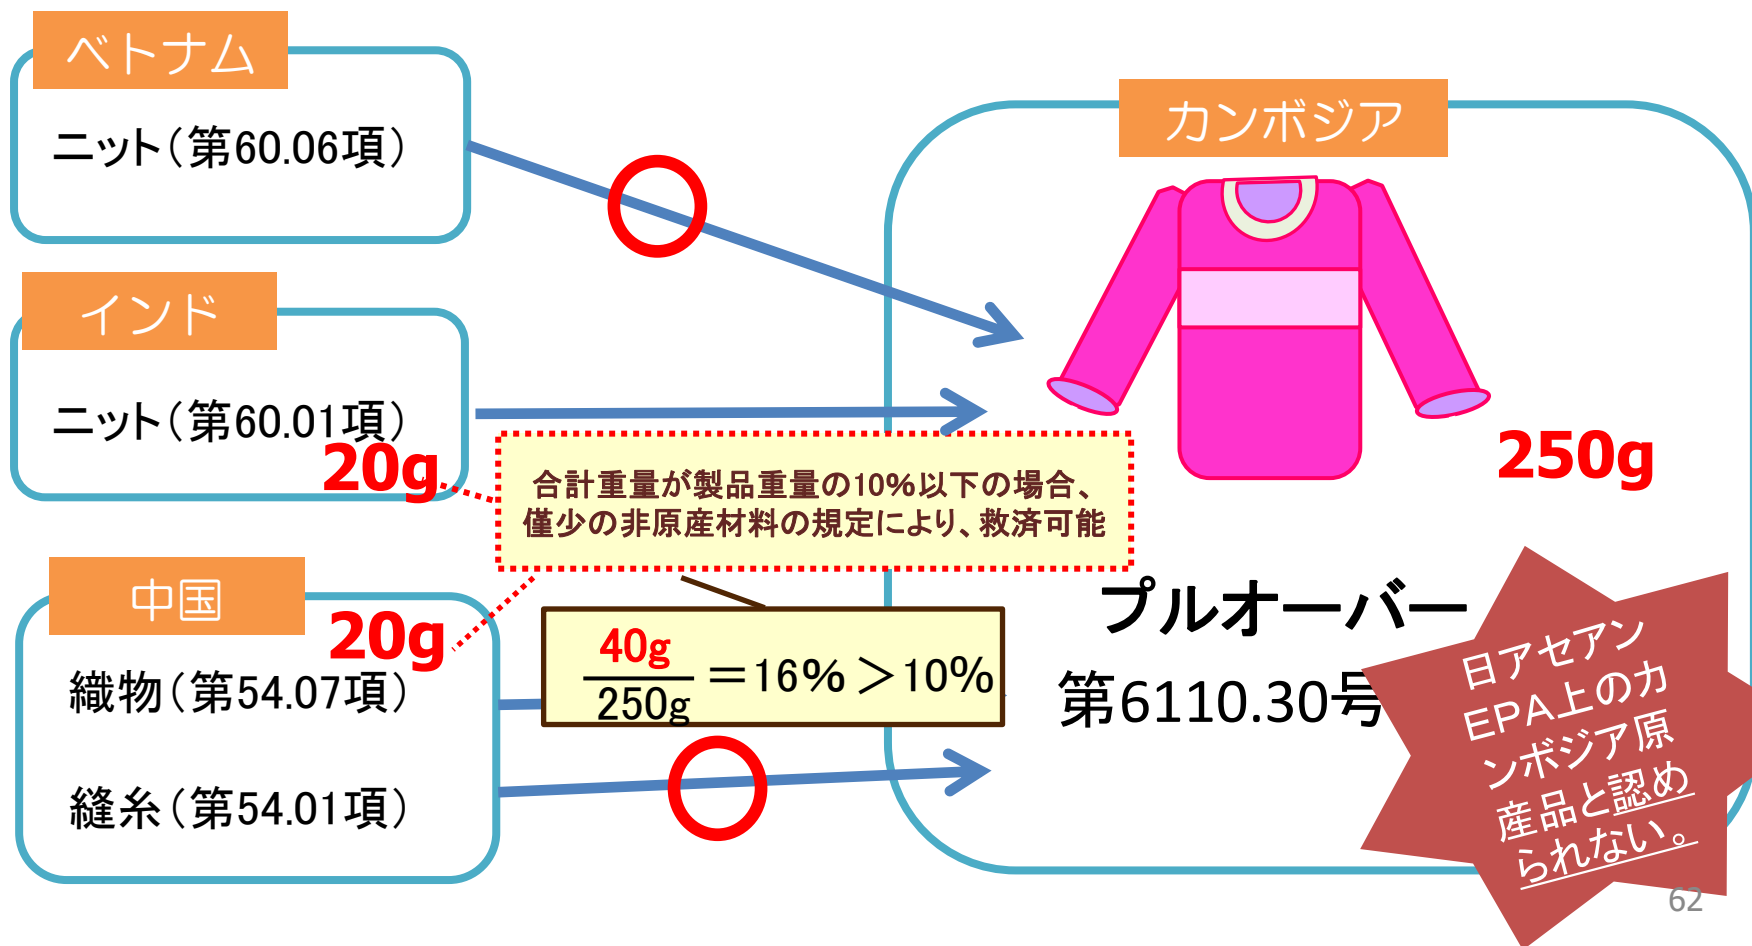 ベトナム
ニット（第60.06項）
インド
ニット（第60.01項）
20g
中国
20g
織物（第54.07項）
縫糸（第54.01項）
合計重量が製品重量の10%以下の場合、
僅少の非原産材料の規定により、救済可能
40g
250g
＝16%＞10%
カンボジア
250g
プルオーバー
第6110.30号
日アセアン
EPA上のカ
ンボジア原
産品と認め
られない。
62